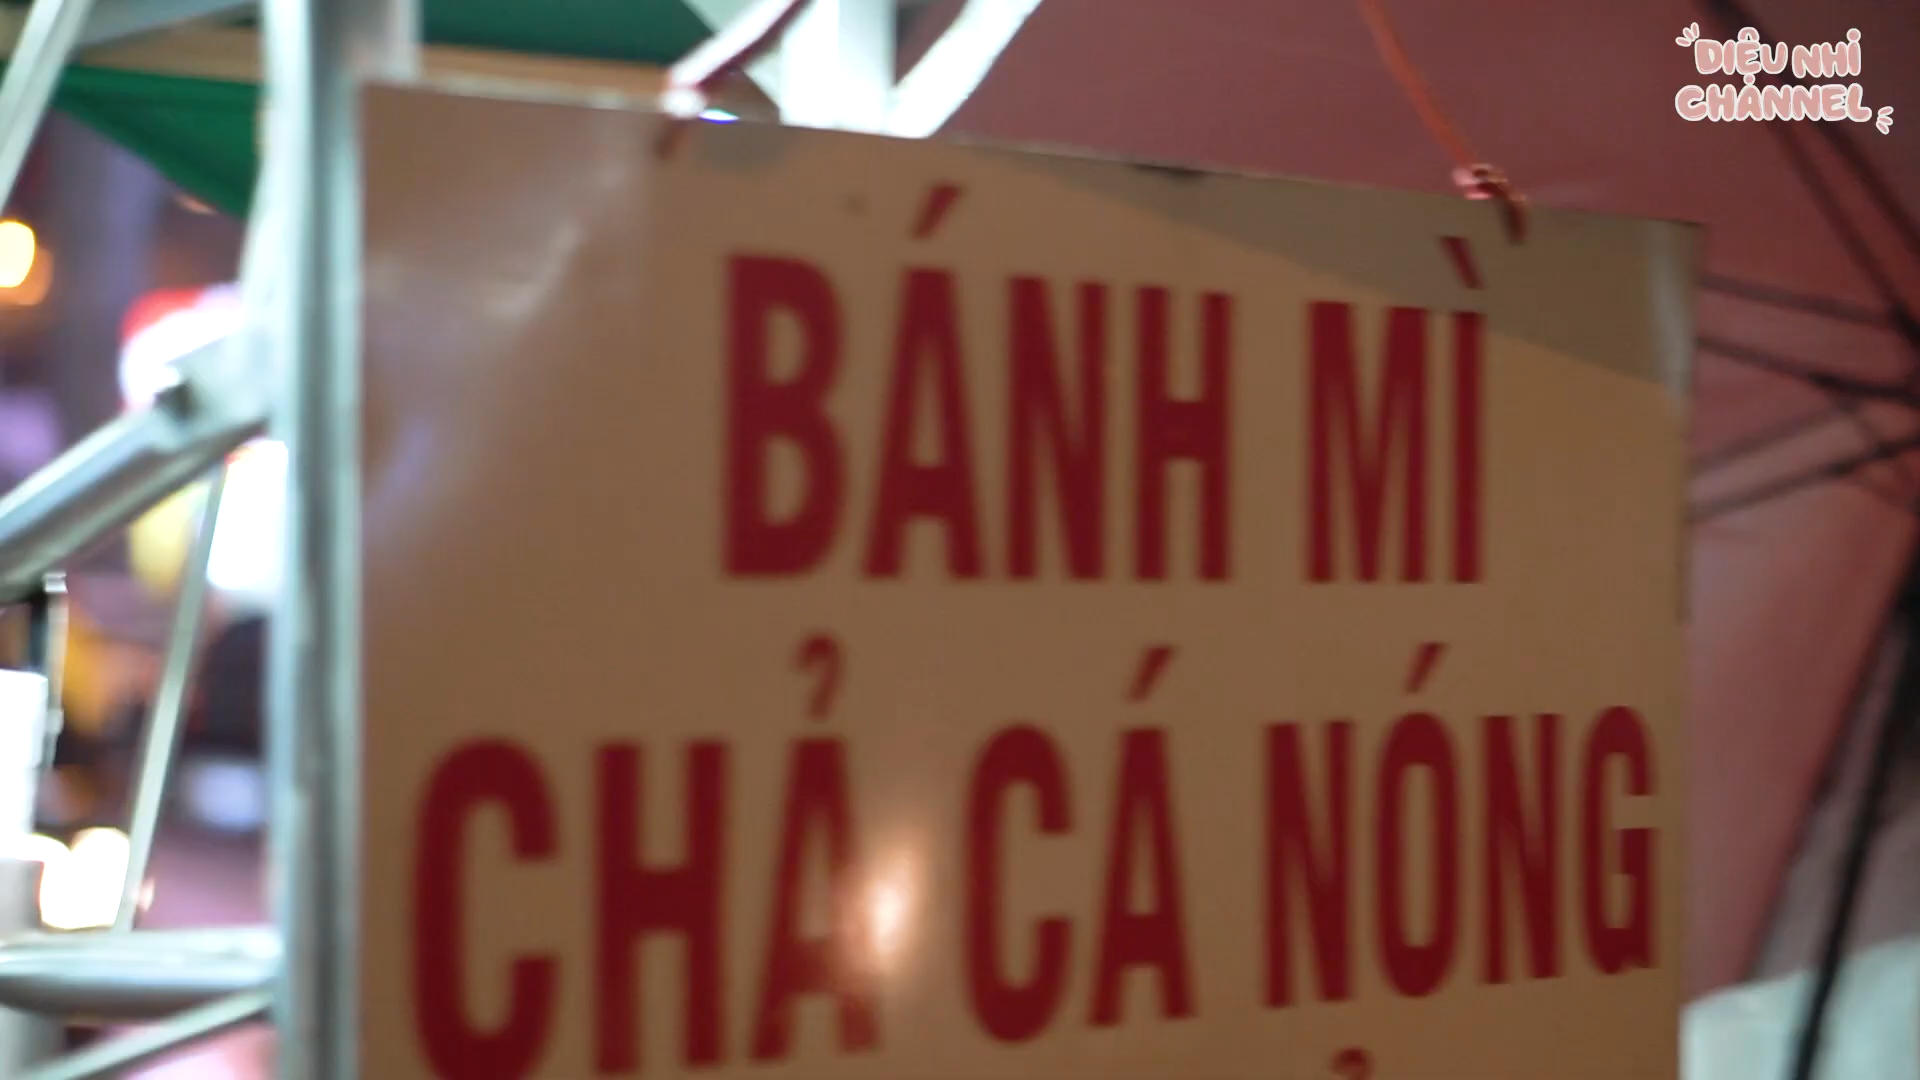 DIỆU NHI
CHANNEL
BÁNH MÌ
CHẢ CÁ NÓNG